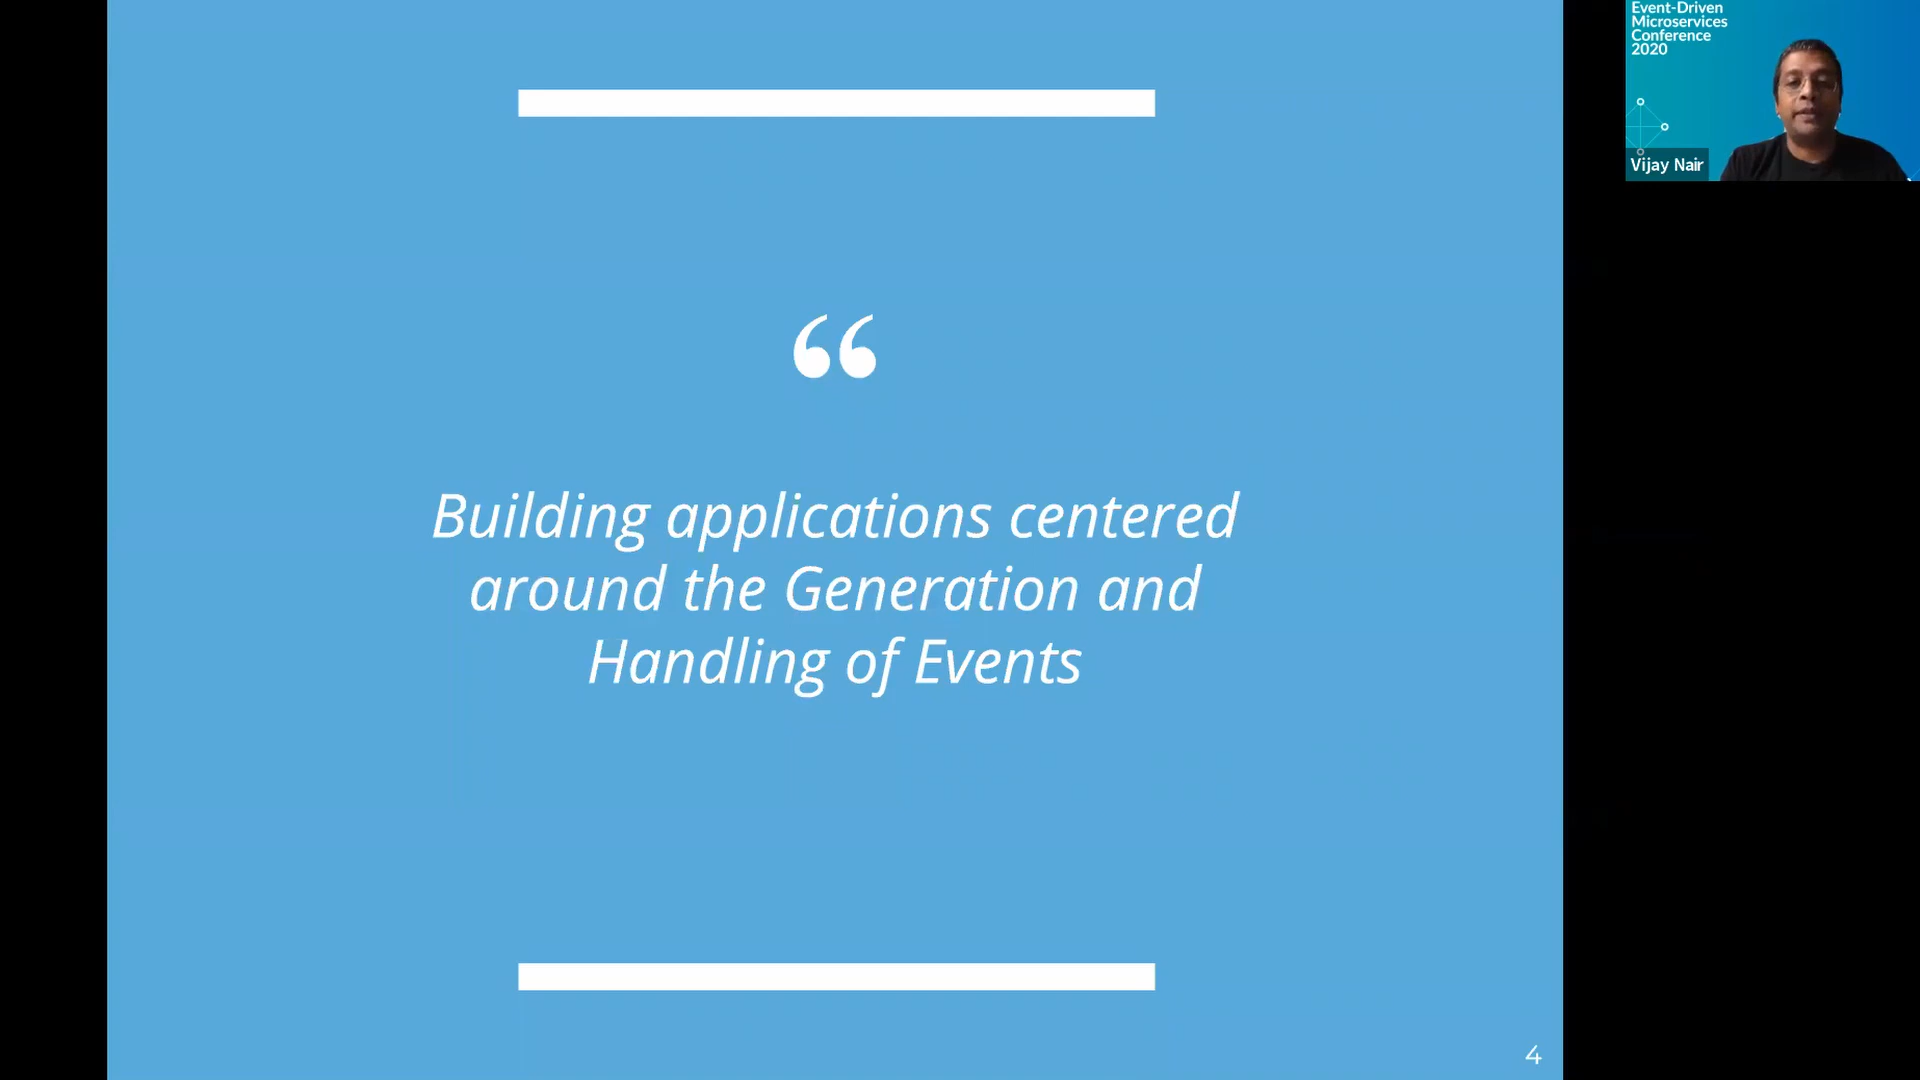 “
Building applications centered
around the Generation and
Handling of Events
4
Event-Driven
Microservices
Conference
2020
Vijay Nair